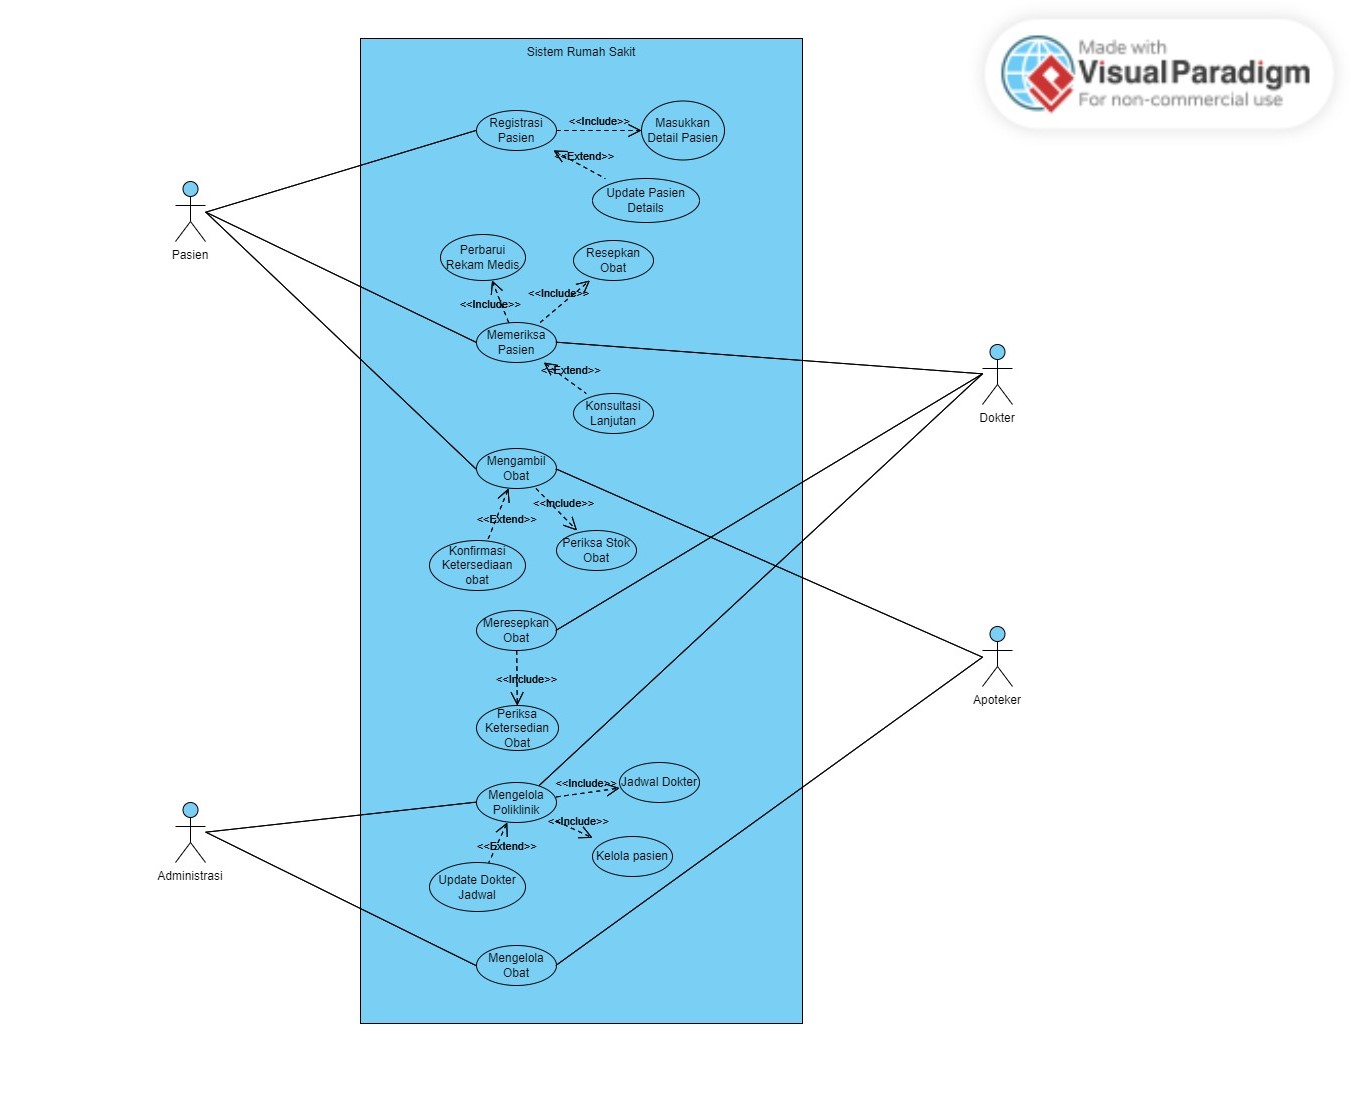 Sistem Rumah Sakit
Made with
Visual Paradigm
For non-commercial use
Registrasi
Pasien
<<Include>>
Masukkan
Detail Pasien
<<Extend>>
Update Pasien
Details
Pasien
Perbarui
Rekam Medis
Resepkan
Obat
<<Include>>
<<Include>>
Memeriksa
Pasien
<<Extend>>
Konsultasi
Lanjutan
Dokter
Mengambil
Obat
<<Include>>
<<Extend>>
Konfirmasi
Ketersediaan
obat
Periksa Stok
Obat
Meresepkan
Obat
<<Include>>
Periksa
Ketersedian
Obat
Apoteker
Mengelola
Poliklinik
<<Include>>
Jadwal Dokter
<<Include>>
Kelola pasien
<<Extend>>
Update Dokter
Jadwal
Administrasi
Mengelola
Obat